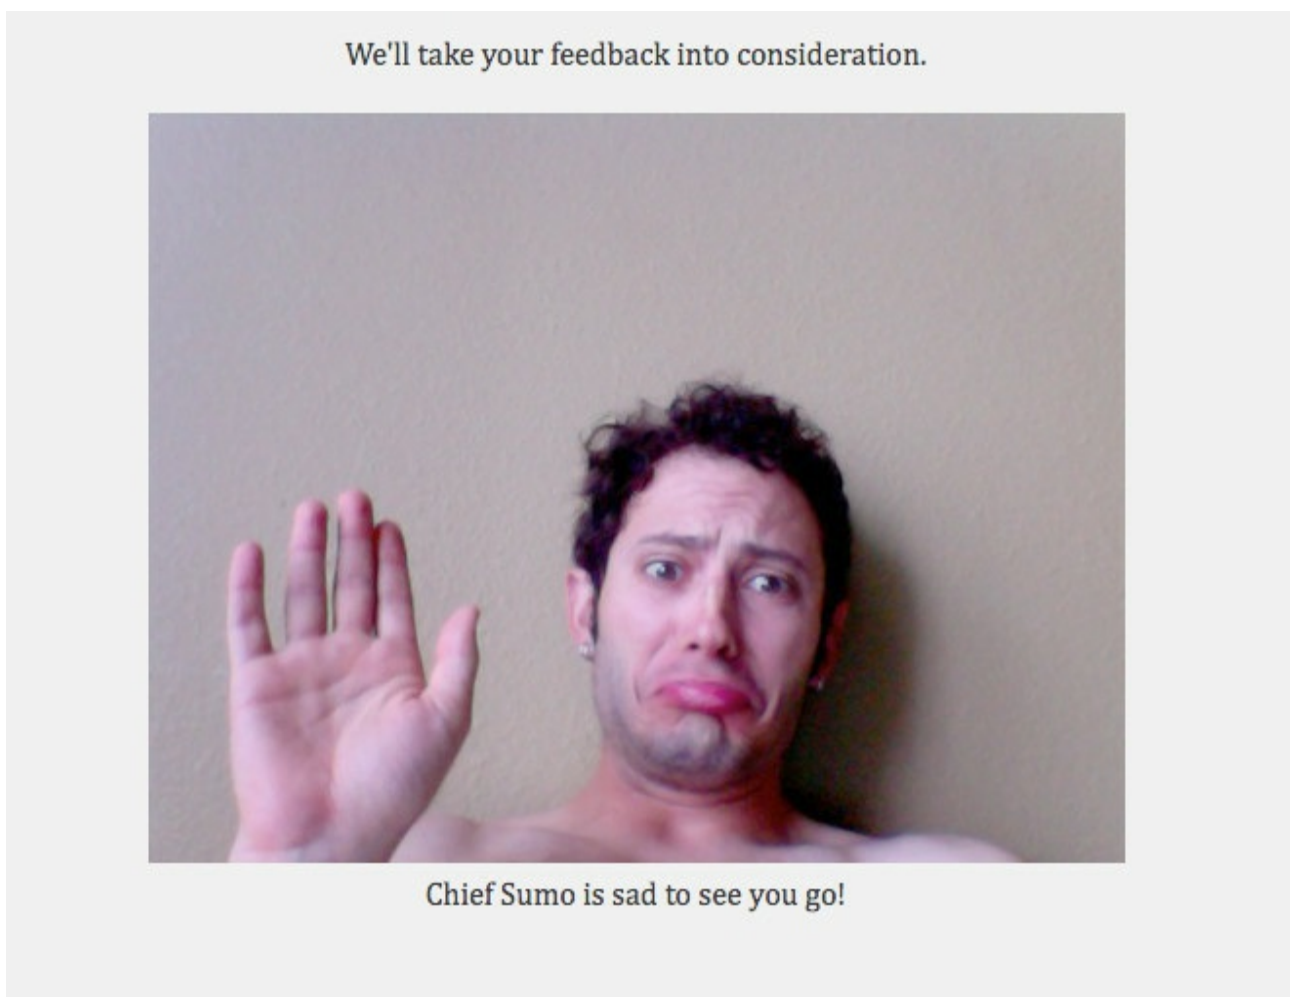 We'll take your feedback into consideration.
Chief Sumo is sad to see you go!